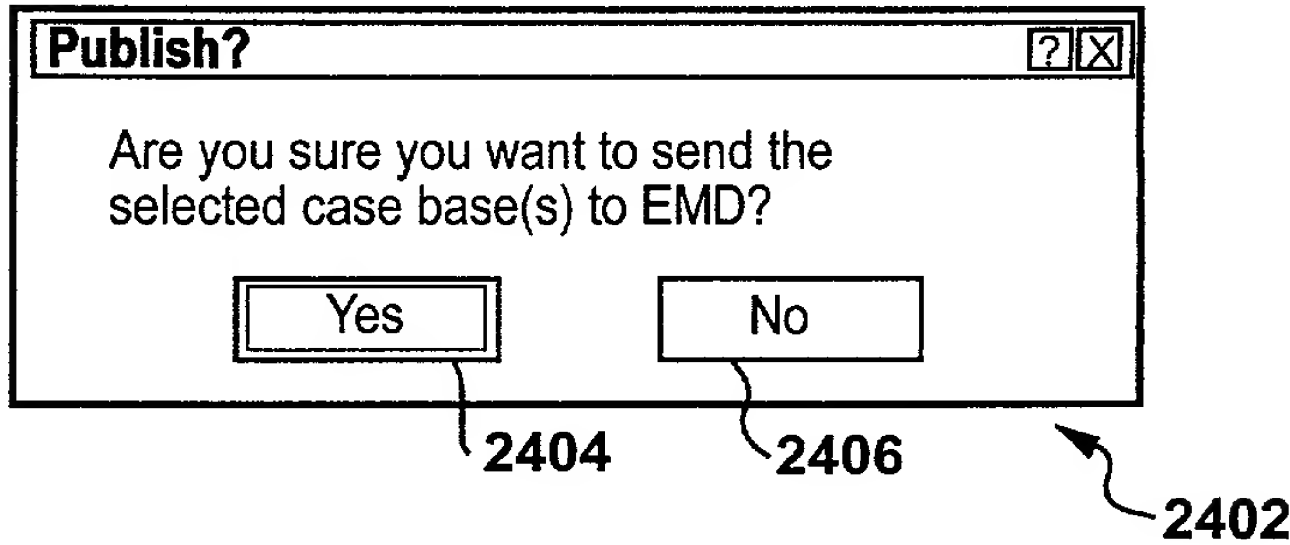 Publish?
? X
Are you sure you want to send the
selected case base(s) to EMD?
Yes No
2404 2406
2402